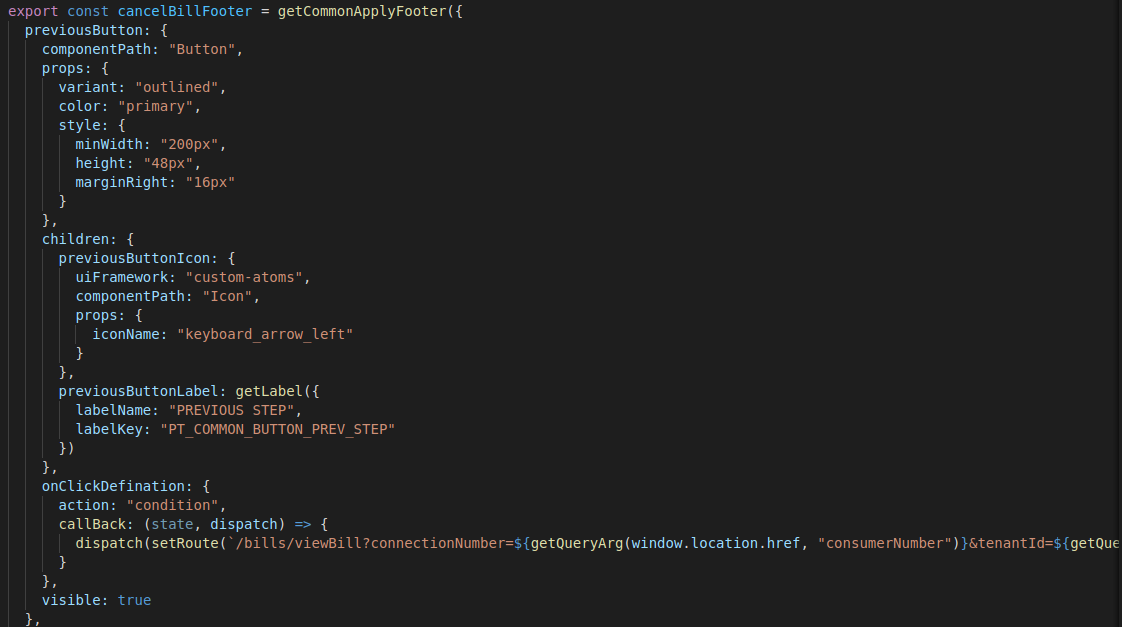 export const cancelBillFooter = getCommonApplyFooter({
  previousButton: {
    componentPath: "Button",
    props: {
      variant: "outlined",
      color: "primary",
      style: {
        minWidth: "200px",
        height: "48px",
        marginRight: "16px"
      }
    },
    children: {
      previousButtonIcon: {
        uiFramework: "custom-atoms",
        componentPath: "Icon",
        props: {
          iconName: "keyboard_arrow_left"
        }
      },
      previousButtonLabel: getLabel({
        labelName: "PREVIOUS STEP",
        labelKey: "PT_COMMON_BUTTON_PREV_STEP"
      })
    },
    onClickDefination: {
      action: "condition",
      callBack: (state, dispatch) => {
        dispatch(setRoute(`/bills/viewBill?connectionNumber=${getQueryArg(window.location.href, "consumerNumber")}&tenantId=${getQue
      }
    },
    visible: true
  },